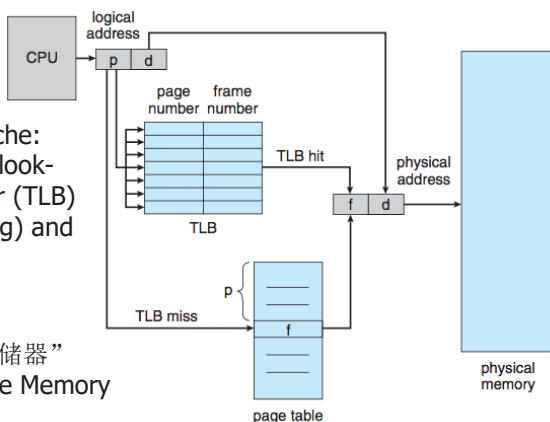 logical
address
CPU
p d
page frame
number number
che:
look-
r (TLB)
g) and
TLB hit
physical
address
f d
TLB
p
TLB miss
f
储器”
e Memory
physical
memory
page table